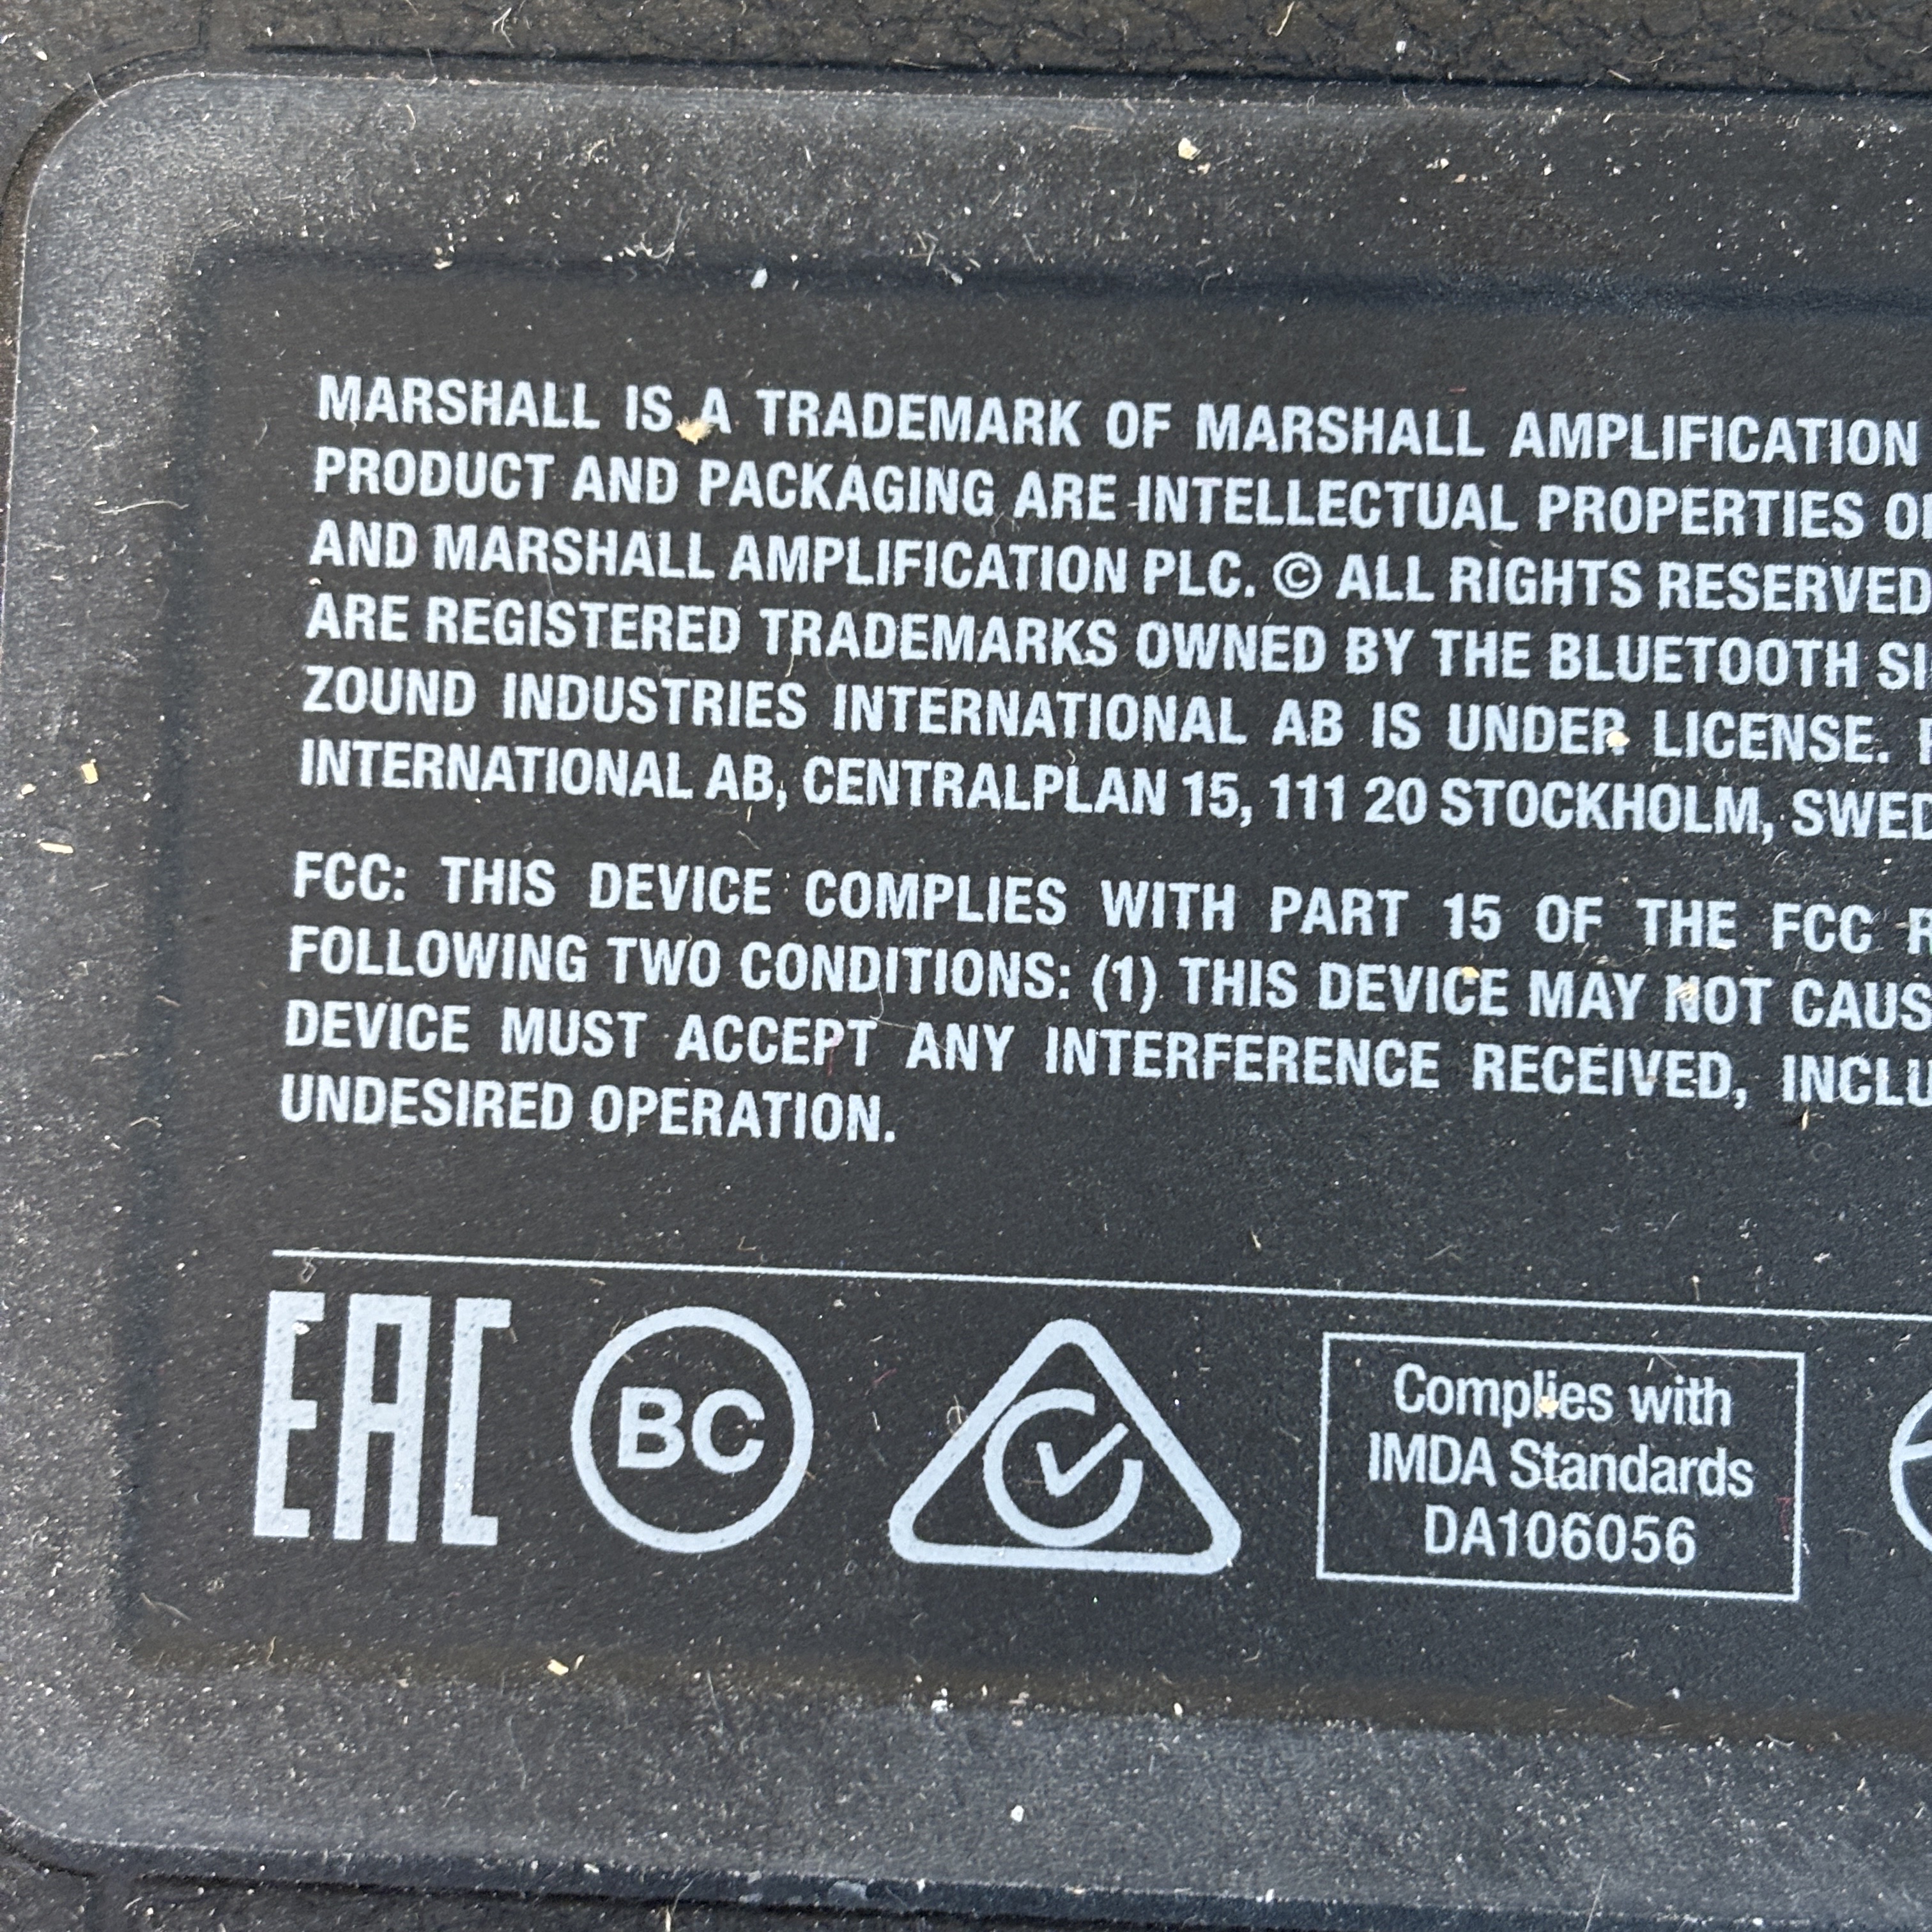 MARSHALL IS A TRADEMARK OF MARSHALL AMPLIFICATION
PRODUCT AND PACKAGING ARE INTELLECTUAL PROPERTIES
AND MARSHALL AMPLIFICATION PLC. © ALL RIGHTS RESERVED
ARE REGISTERED TRADEMARKS OWNED BY THE BLUETOOTH
ZOUND INDUSTRIES INTERNATIONAL AB IS UNDER LICENSE.
INTERNATIONAL AB, CENTRALPLAN 15, 111 20 STOCKHOLM,
FCC: THIS DEVICE COMPLIES WITH PART 15 OF THE FCC
FOLLOWING TWO CONDITIONS: (1) THIS DEVICE MAY NOT
DEVICE MUST ACCEPT ANY INTERFERENCE RECEIVED,
UNDESIRED OPERATION.
EAC
BC
Complies with
IMDA Standards
DA106056